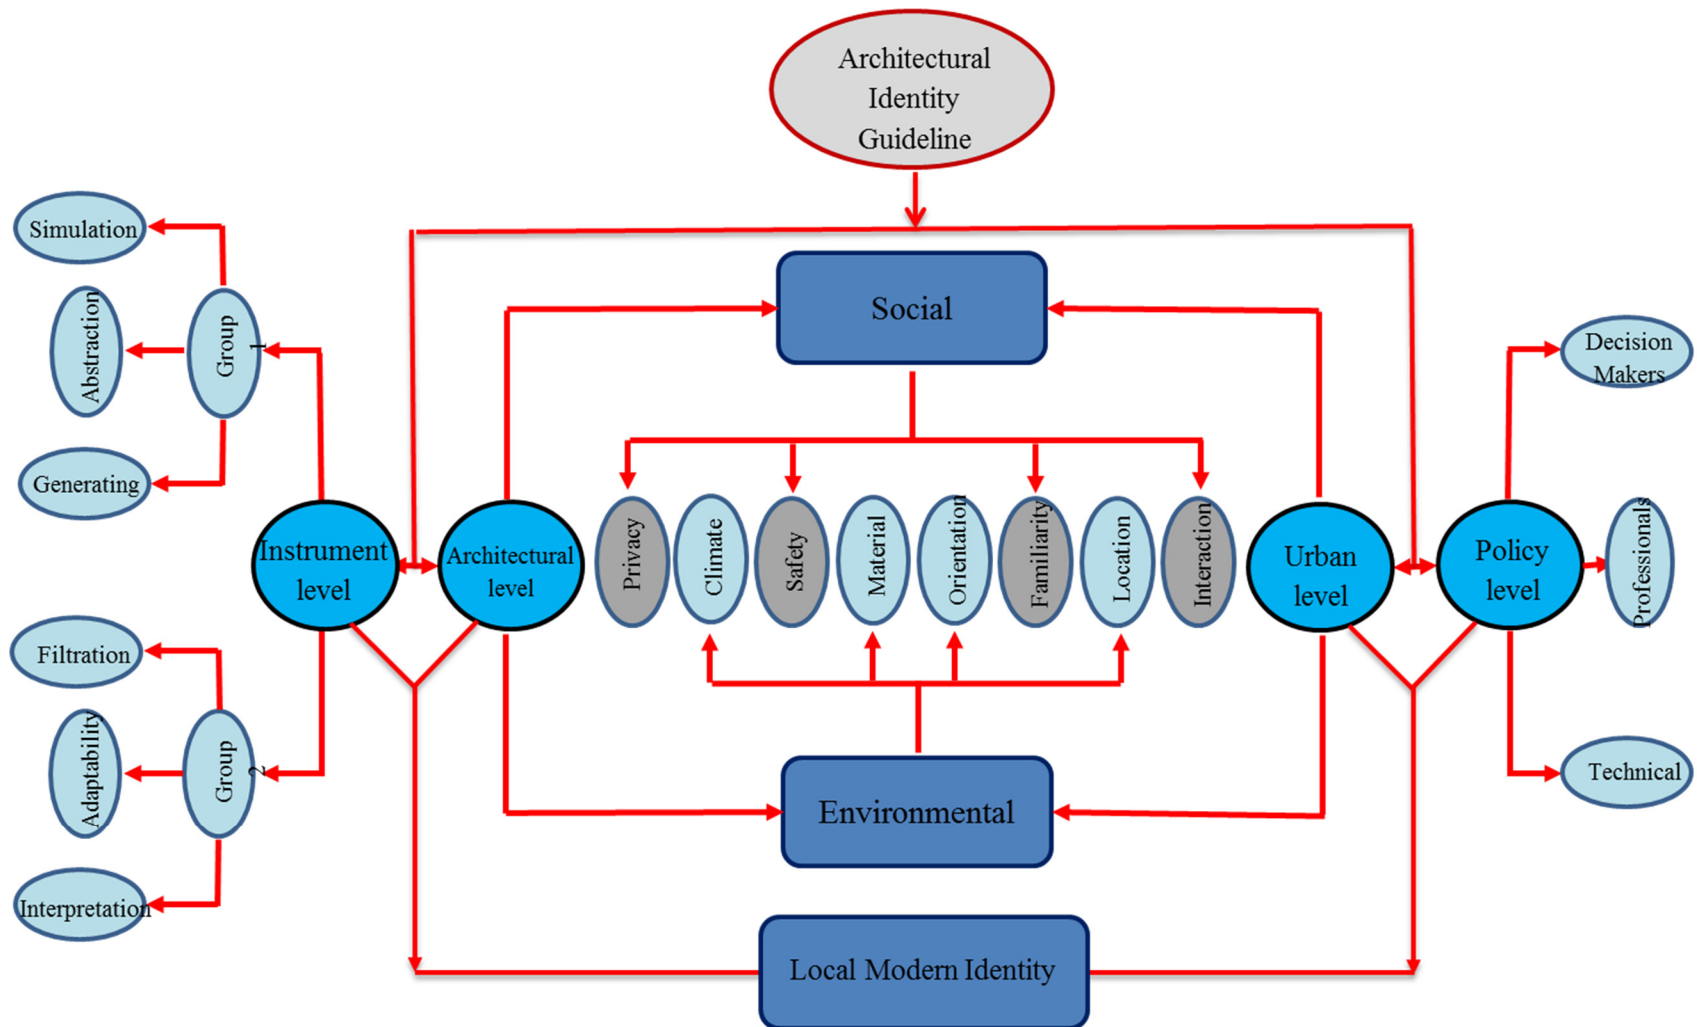 Architectural
Identity
Guideline
Simulation
Abstraction
Group 1
Generating
Social
Decision
Makers
Instrument
level
Architectural
level
Privacy
Climate
Safety
Material
Orientation
Familiarity
Location
Interaction
Urban
level
Policy
level
Professionals
Filtration
Adaptability
Group 2
Interpretation
Environmental
Technical
Local Modern Identity